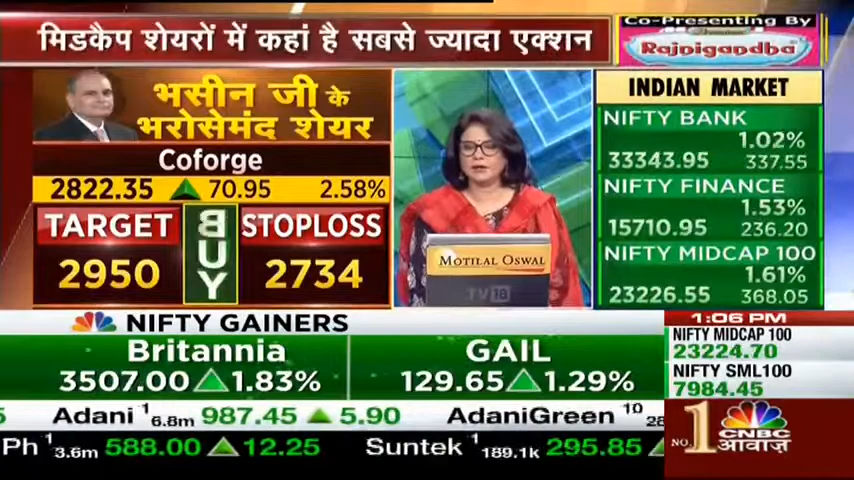 मिडकैप शेयरों में कहां है सबसे ज्यादा एक्शन
Co-Presenting By
Rajnigandha
भसीन जी के
भरोसेमंद शेयर
Coforge
2822.35 70.95 2.58%
TARGET BUY STOPLOSS
2950 2734
MOTILAL OSWAL
TV18
INDIAN MARKET
NIFTY BANK
1.02%
33343.95 337.55
NIFTY FINANCE
1.53%
15710.95 236.20
NIFTY MIDCAP 100
1.61%
23226.55 368.05
NIFTY GAINERS
Britannia GAIL
3507.00 1.83% 129.65 1.29%
1:06 PM
NIFTY MIDCAP 100
23224.70
NIFTY SML100
7984.45
Adani 6.8m 987.45 5.90 AdaniGreen
Ph 3.6m 588.00 12.25 Suntek 189.1k 295.85
NO.1 CNBC
आवाज़